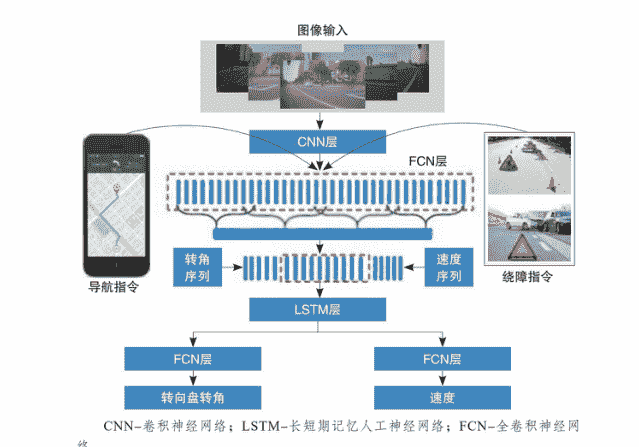 图像输入
CNN层
FCN层
转角
序列
速度
序列
导航指令
绕障指令
LSTM层
FCN层
FCN层
转向盘转角
速度
CNN-卷积神经网络；LSTM-长短期记忆人工神经网络；FCN-全卷积神经网
络